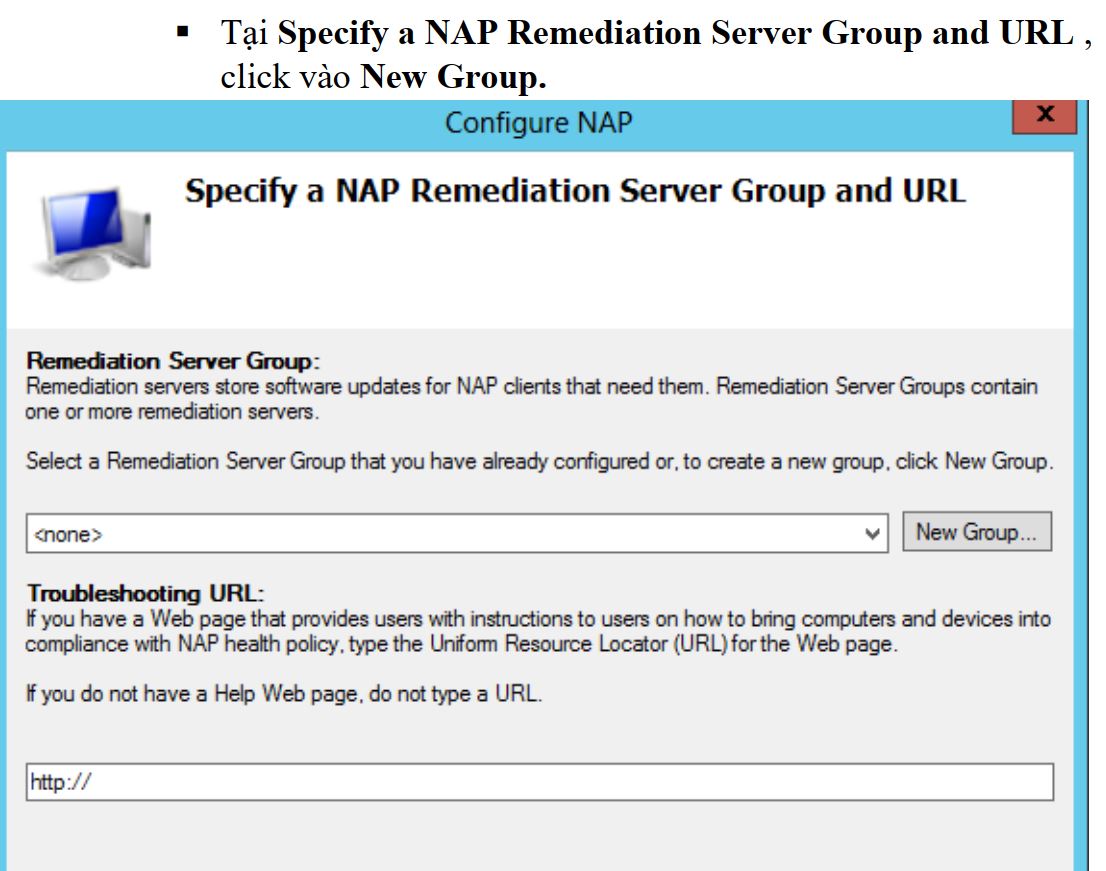 ▪ Tại Specify a NAP Remediation Server Group and URL ,
click vào New Group.
Configure NAP
x
Specify a NAP Remediation Server Group and URL
Remediation Server Group:
Remediation servers store software updates for NAP clients that need them. Remediation Server Groups contain
one or more remediation servers.
Select a Remediation Server Group that you have already configured or, to create a new group, click New Group.
<none>
New Group...
Troubleshooting URL:
If you have a Web page that provides users with instructions to users on how to bring computers and devices into
compliance with NAP health policy, type the Uniform Resource Locator (URL) for the Web page.
If you do not have a Help Web page, do not type a URL.
http://